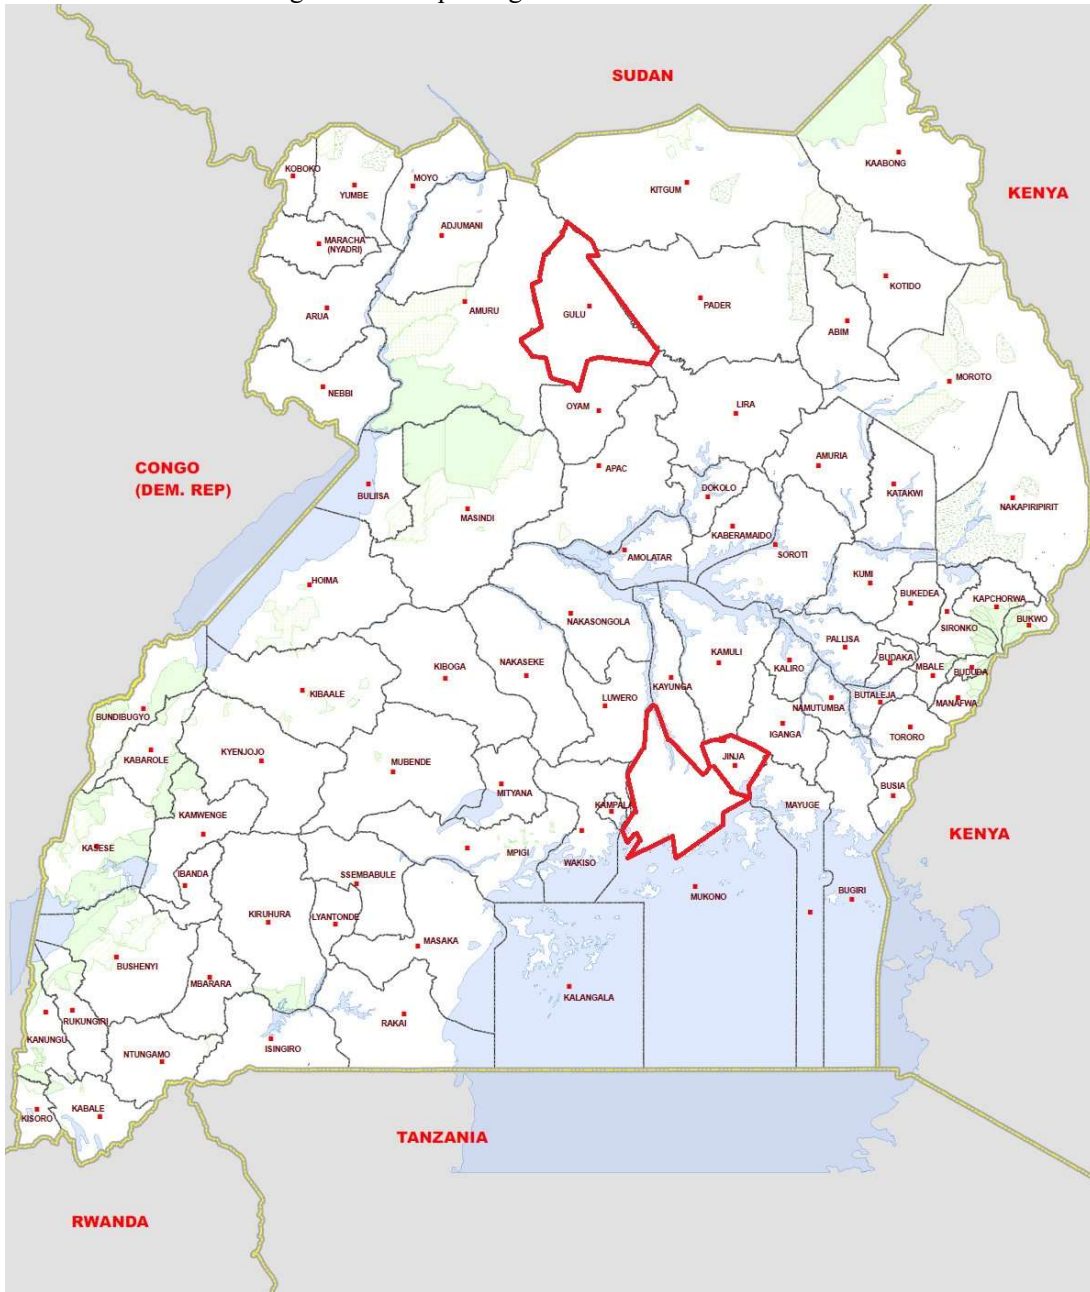 SUDAN
KAABONG
KOBOKO
YUMBE
MOYO
KITGUM
KENYA
ADJUMANI
MARACHA
(NYADRI)
KOTIDO
ARUA
AMURU
GULU
PADER
ABIM
MOROTO
NEBBI
OYAM
LIRA
AMURIA
CONGO
(DEM. REP)
APAC
BULIISA
DOKOLO
KATAKWI
NAKAPIRIPIRIT
MASINDI
KABERAMAIDO
AMOLATAR
SOROTI
HOIMA
KUMI
BUKEDEA
KAPCHORWA
NAKASONGOLA
SIRONKO
BUKWO
PALLISA
KIBOGA
NAKASEKE
KAMULI
KALIRO
BUDAKA
MBALE
BUDUDA
KAYUNGA
KIBAALE
LUWERO
NAMUTUMBA
BUTALEJA
MANAFWA
BUNDIBUGYO
IGANGA
TORORO
KABAROLE
KYENJOJO
MUBENDE
JINJA
MITYANA
BUSIA
KAMPALA
MAYUGE
KAMWENGE
KENYA
KASESE
MPIGI
WAKISO
IBANDA
SSEMBABULE
MUKONO
BUGIRI
KIRUHURA
LYANTONDE
MASAKA
BUSHENYI
MBARARA
KALANGALA
RUKUNGIRI
RAKAI
KANUNGU
ISINGIRO
NTUNGAMO
KABALE
KISORO
TANZANIA
RWANDA